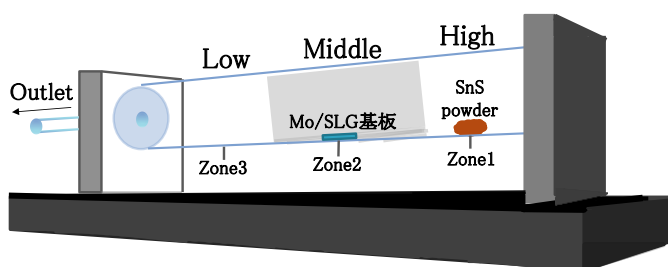 Low
Middle
High
Outlet
SnS
powder
Mo/SLG基板
Zone3
Zone2
Zone1